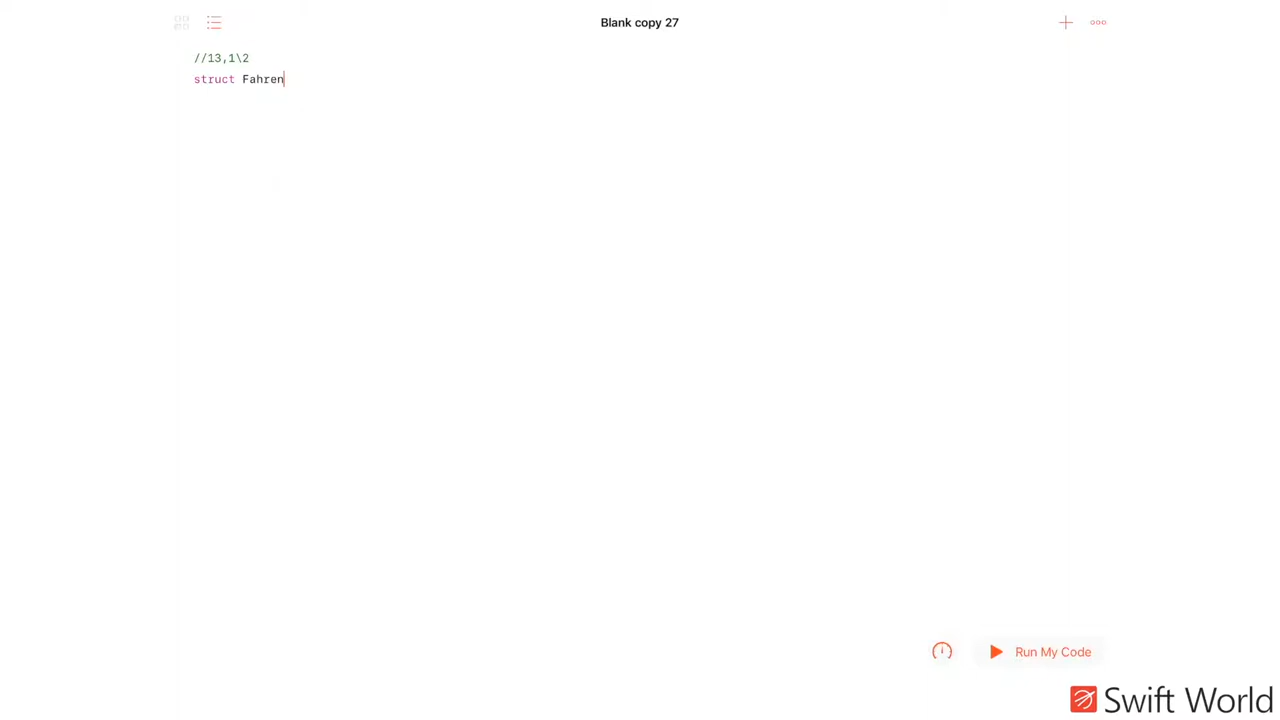 Blank copy 27
//13,1\2
struct Fahren
Run My Code
Swift World